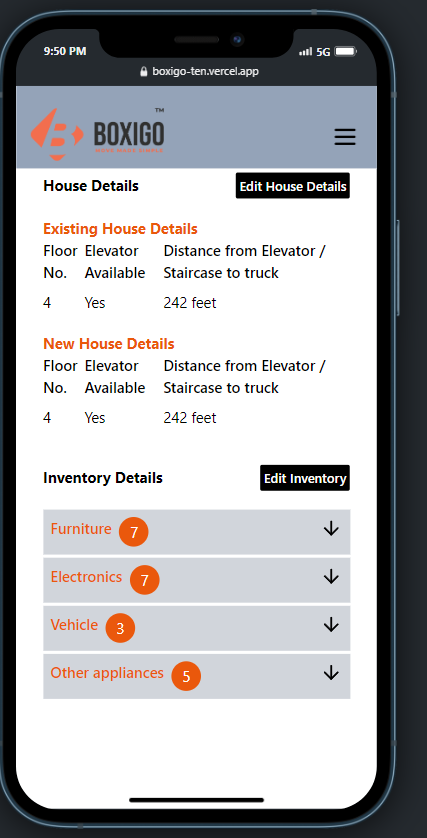 9:50 PM 5G
boxigo-ten.vercel.app
BOXIGO™
House Details Edit House Details
Existing House Details
Floor Elevator Distance from Elevator /
No. Available Staircase to truck
4 Yes 242 feet
New House Details
Floor Elevator Distance from Elevator /
No. Available Staircase to truck
4 Yes 242 feet
Inventory Details Edit Inventory
Furniture 7
Electronics 7
Vehicle 3
Other appliances 5